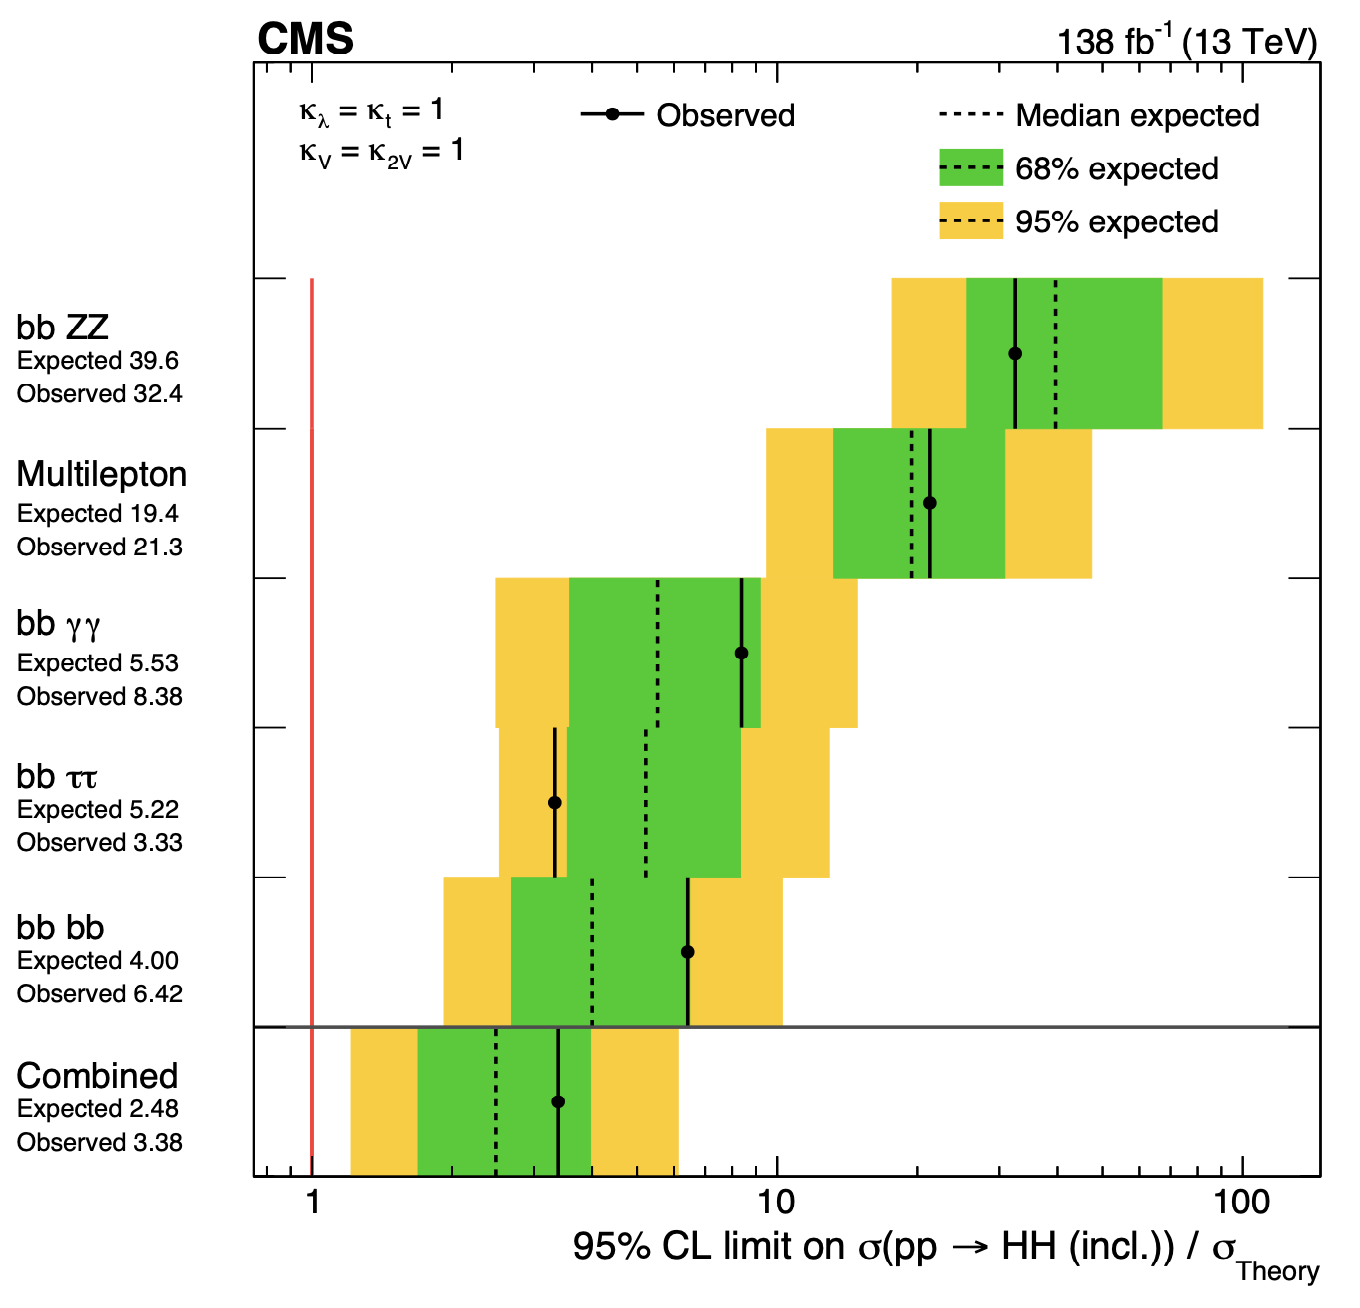 CMS 138 fb⁻¹ (13 TeV)
κλ = κt = 1
κV = κ2V = 1
Observed
Median expected
68% expected
95% expected
bb ZZ
Expected 39.6
Observed 32.4
Multilepton
Expected 19.4
Observed 21.3
bb γγ
Expected 5.53
Observed 8.38
bb ττ
Expected 5.22
Observed 3.33
bb bb
Expected 4.00
Observed 6.42
Combined
Expected 2.48
Observed 3.38
1 10 100
95% CL limit on σ(pp → HH (incl.)) / σTheory